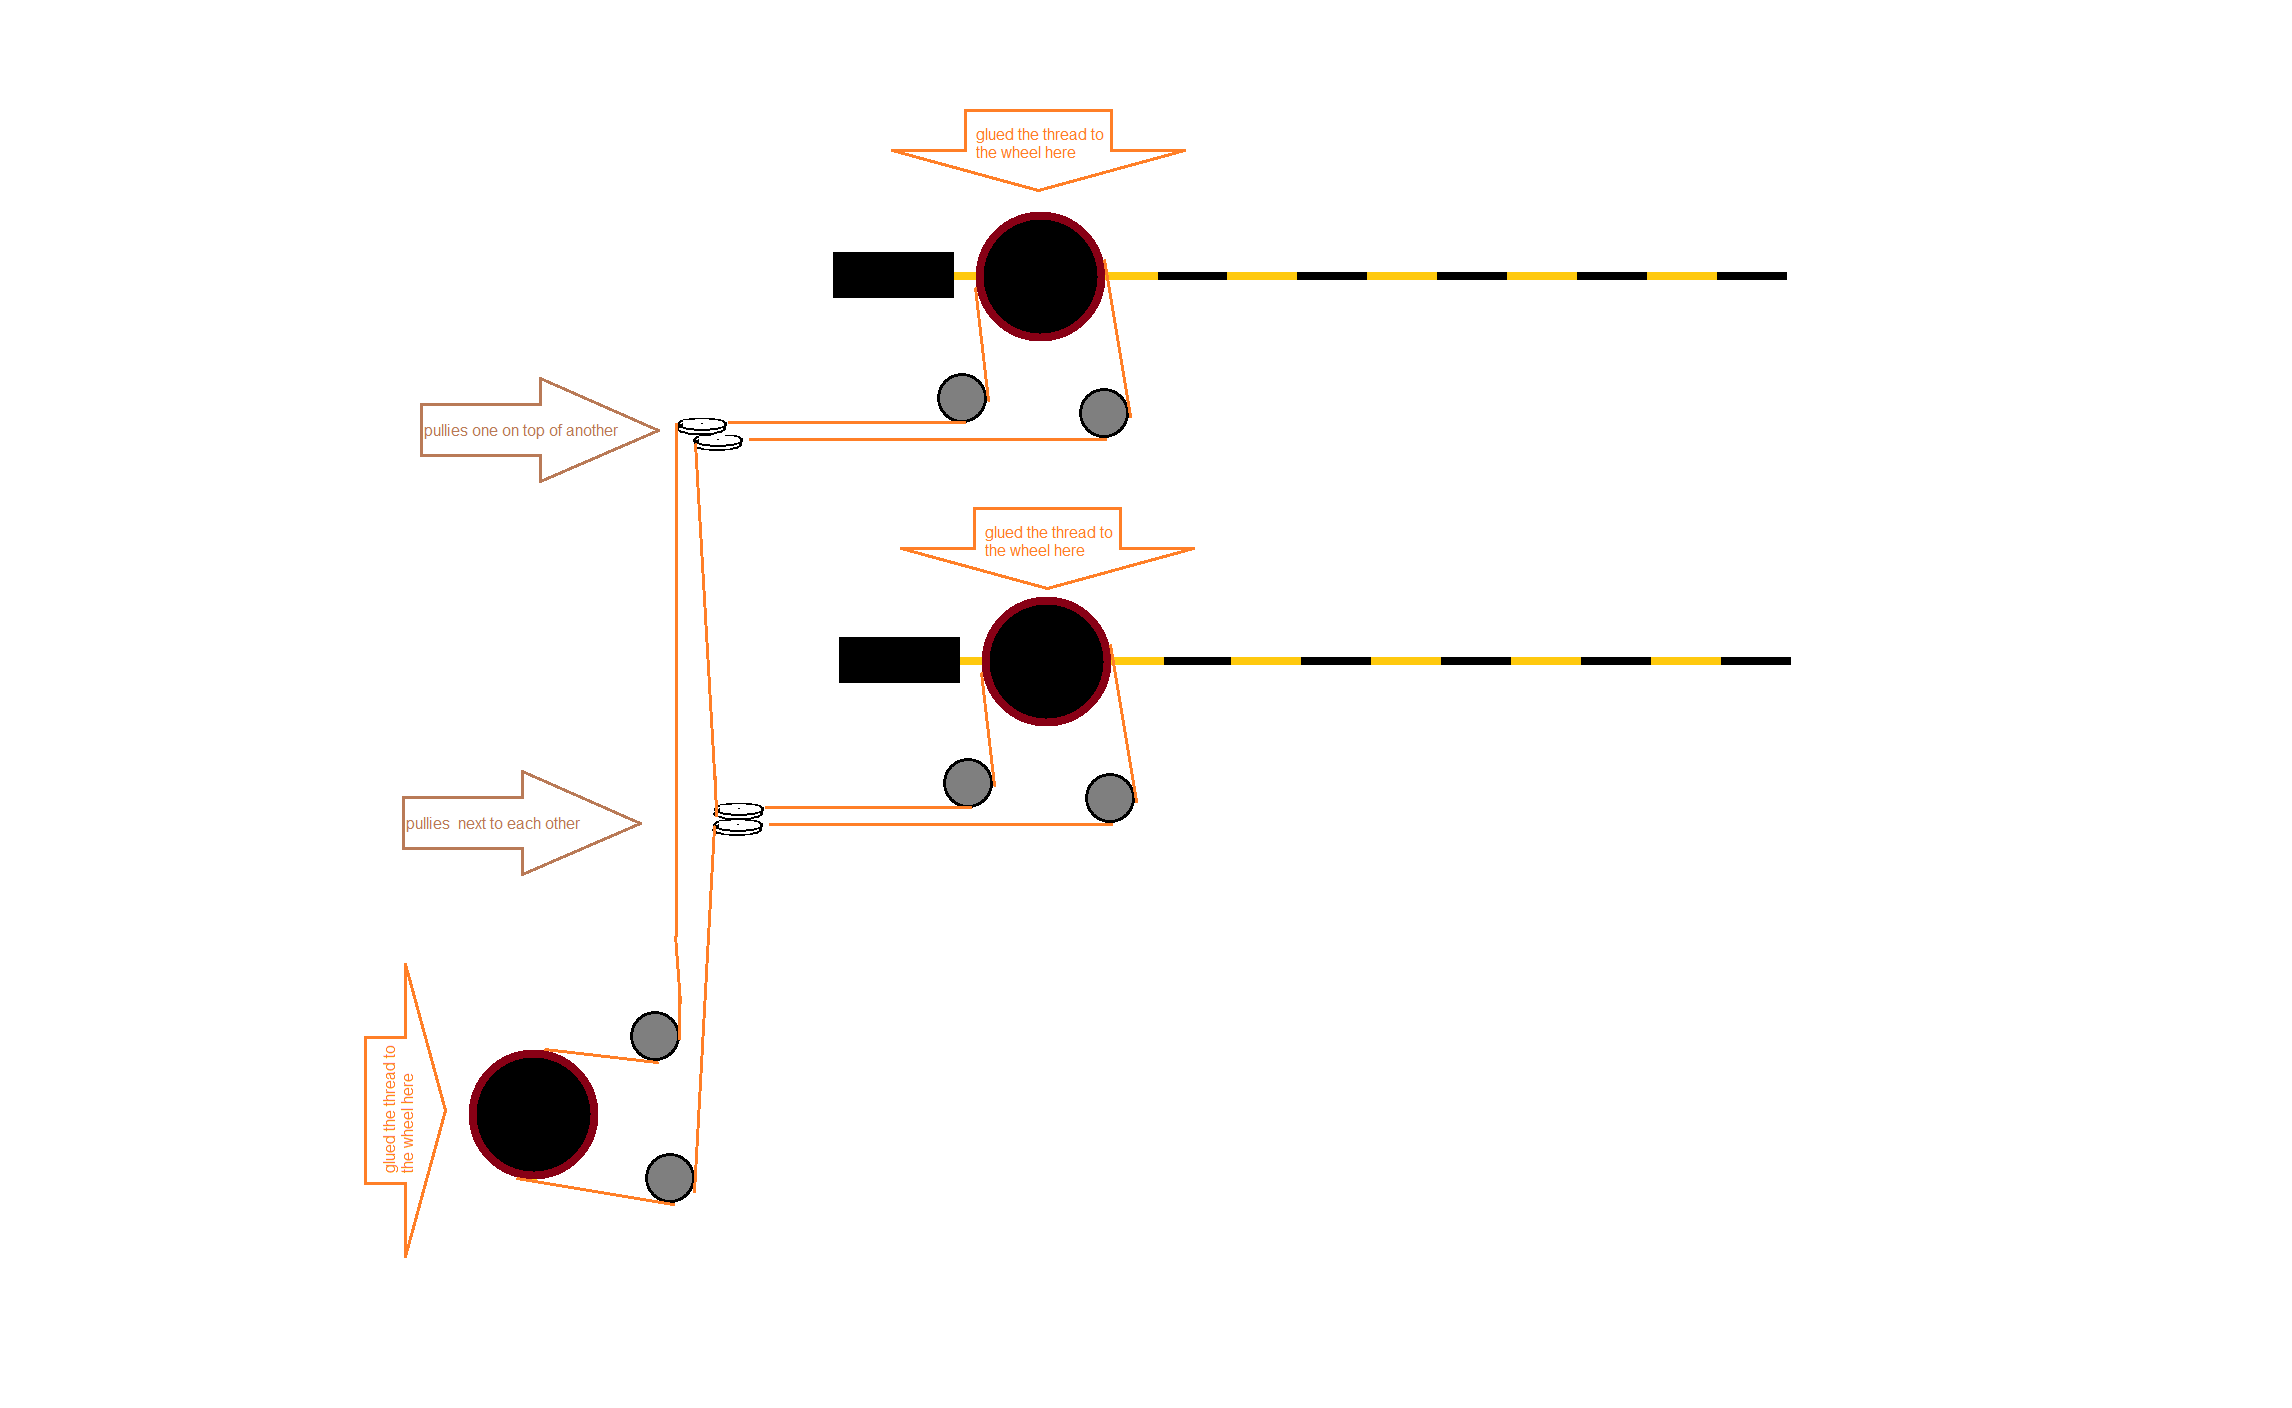 glued the thread to
the wheel here
pullies one on top of another
glued the thread to
the wheel here
pullies  next to each other
glued the thread to
the wheel here